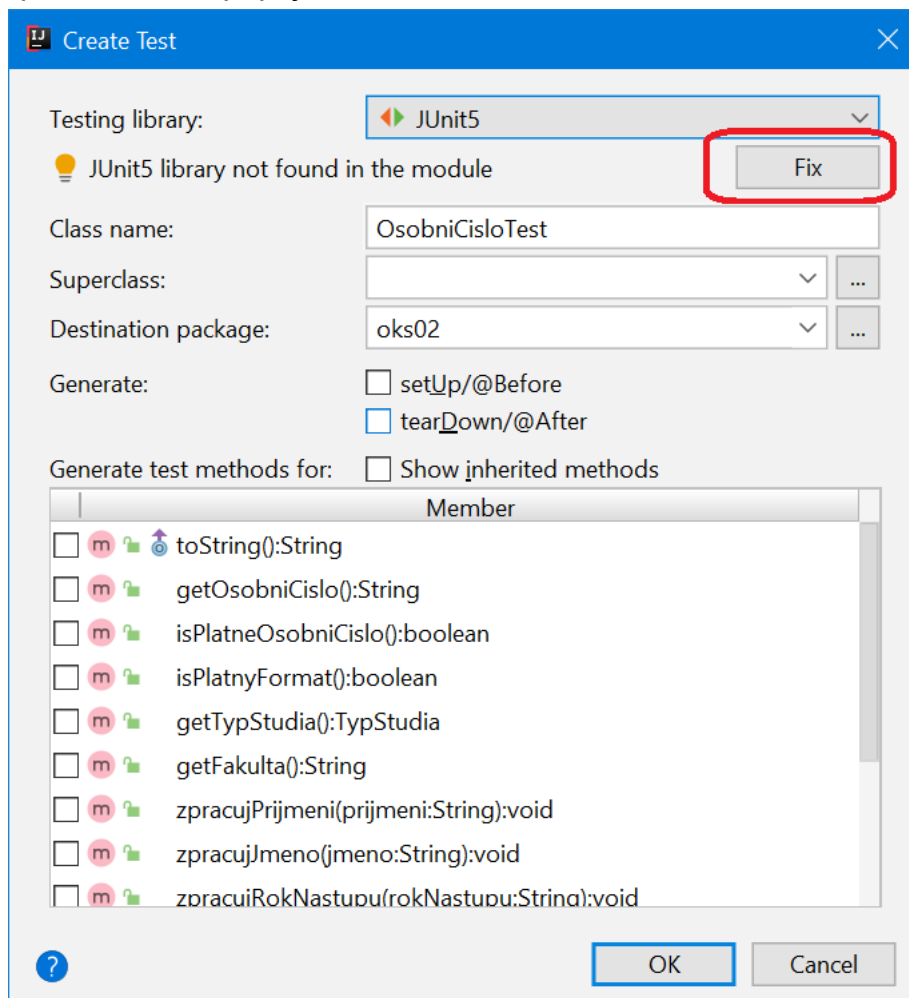 Create Test
Testing library: JUnit5
JUnit5 library not found in the module Fix
Class name: OsobniCisloTest
Superclass: ...
Destination package: oks02 ...
Generate: setUp/@Before
tearDown/@After
Generate test methods for: Show inherited methods
Member
m toString():String
m getOsobniCislo():String
m isPlatneOsobniCislo():boolean
m isPlatnyFormat():boolean
m getTypStudia():TypStudia
m getFakulta():String
m zpracujPrijmeni(prijmeni:String):void
m zpracujJmeno(jmeno:String):void
m zpracujRokNastupu(rokNastupu:String):void
? OK Cancel